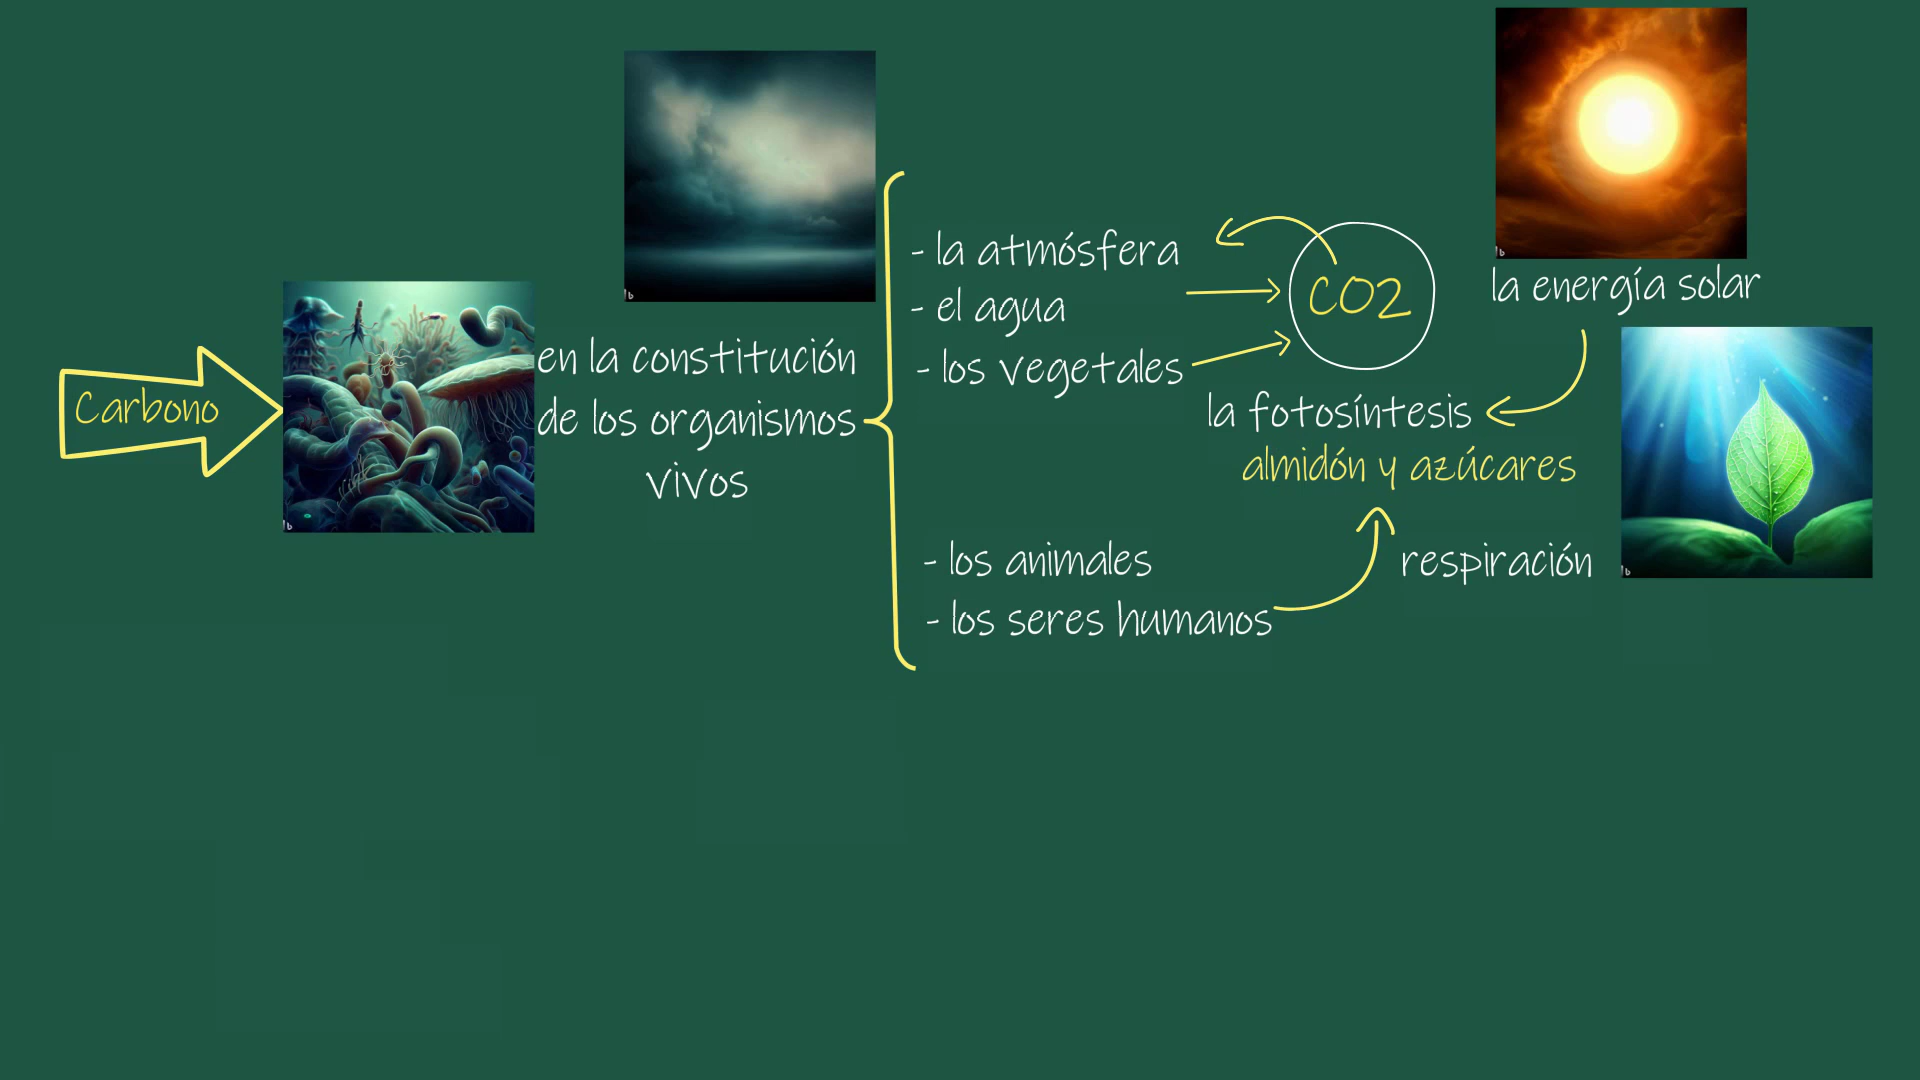 Carbono
en la constitución
de los organismos
vivos
- la atmósfera
- el agua
- los vegetales
CO2
la energía solar
la fotosíntesis
almidón y azúcares
- los animales
- los seres humanos
respiración